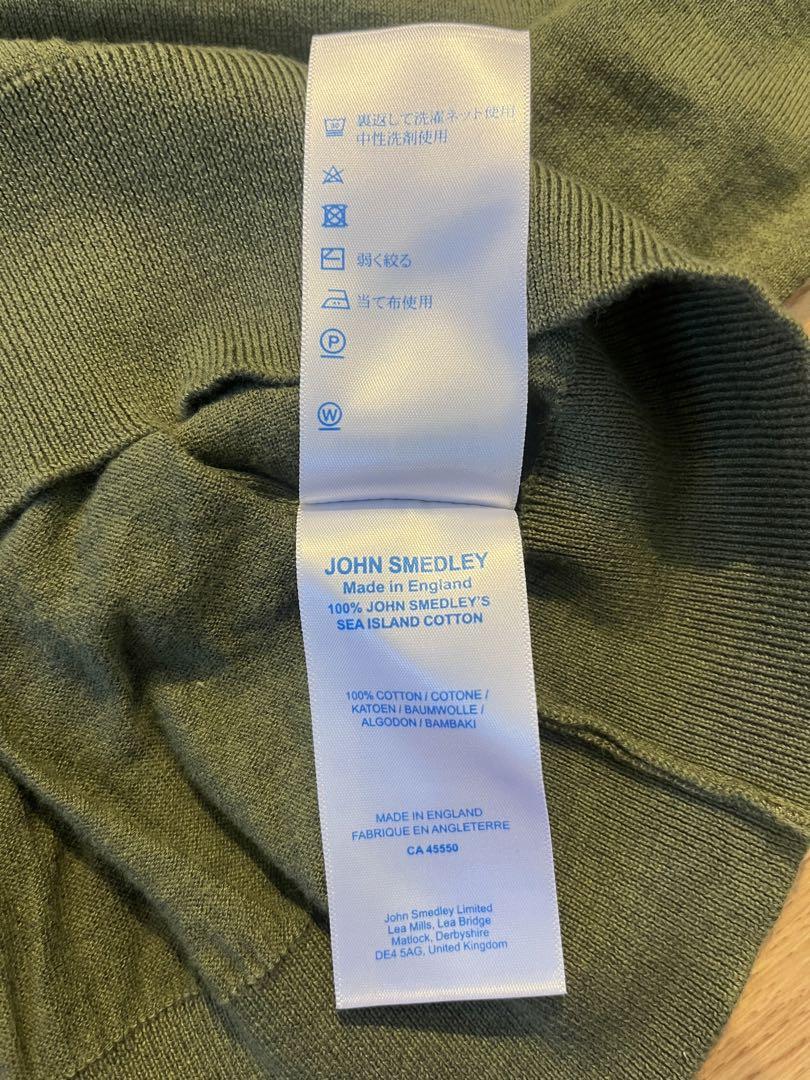 30
裏返して洗濯ネット使用
中性洗剤使用
弱く絞る
当て布使用
P
W
JOHN SMEDLEY
Made in England
100% JOHN SMEDLEY'S
SEA ISLAND COTTON
100% COTTON / COTONE /
KATOEN / BAUMWOLLE /
ALGODON / BAMBAKI
MADE IN ENGLAND
FABRIQUE EN ANGLETERRE
CA 45550
John Smedley Limited
Lea Mills, Lea Bridge
Matlock, Derbyshire
DE4 5AG, United Kingdom